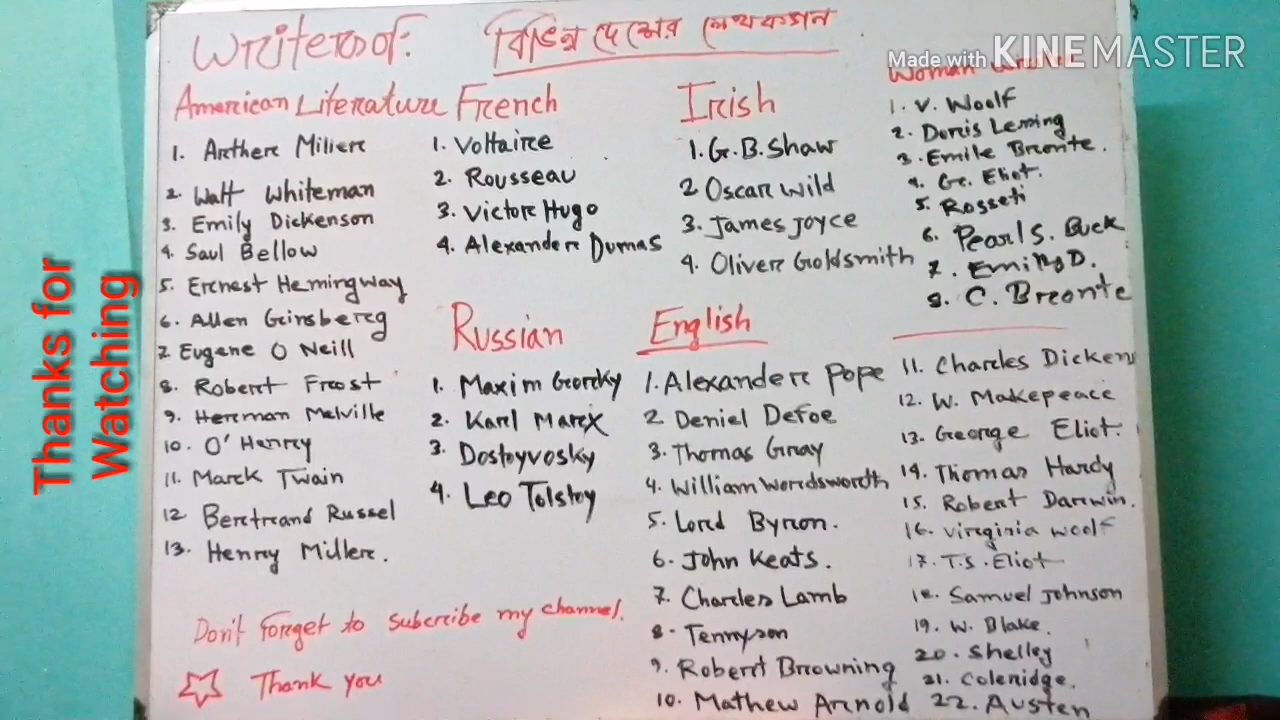 Writers of:
বিভিন্ন দেশের লেখকগন
Made with KINEMASTER
American Literature
1. Arther Miller
2. Walt Whiteman
3. Emily Dickenson
4. Saul Bellow
5. Ernest Hemingway
6. Allen Geinsberg
7. Eugene O Neill
8. Robert Frost
9. Herman Melville
10. O' Henry
11. Mark Twain
12 Bertrand Russel
13. Henry Miller.
French
1. Voltaire
2. Rousseau
3. Victor Hugo
4. Alexander Dumas
Irish
1. G.B. Shaw
2 Oscar Wild
3. James Joyce
4. Oliver Goldsmith
Woman
1. V. Woolf
2. Doris Lessing
3. Emile Bronte.
4. G. Eliot.
5. Rosseti
6. Pearl S. Buck
7. Emilly D.
8. C. Bronte
Russian
1. Maxim Gorky
2. Karl Marx
3. Dostoyvosky
4. Leo Tolstoy
English
1. Alexander Pope
2 Deniel Defoe
3. Thomas Gray
4. William Wordsworth
5. Lord Byron.
6. John Keats.
7. Charles Lamb
8. Tennyson
9. Robert Browning
10. Mathew Arnold
11. Charles Dickens
12. W. Makepeace
13. George Eliot.
14. Thomas Hardy
15. Robert Darwin.
16. Virginia Woolf
17. T.S. Eliot
18. Samuel Johnson
19. W. Blake.
20. Shelley
21. Coleridge.
22. Austen
Don't Forget to subcribe my channel.
Thank you
Thanks for
Watching